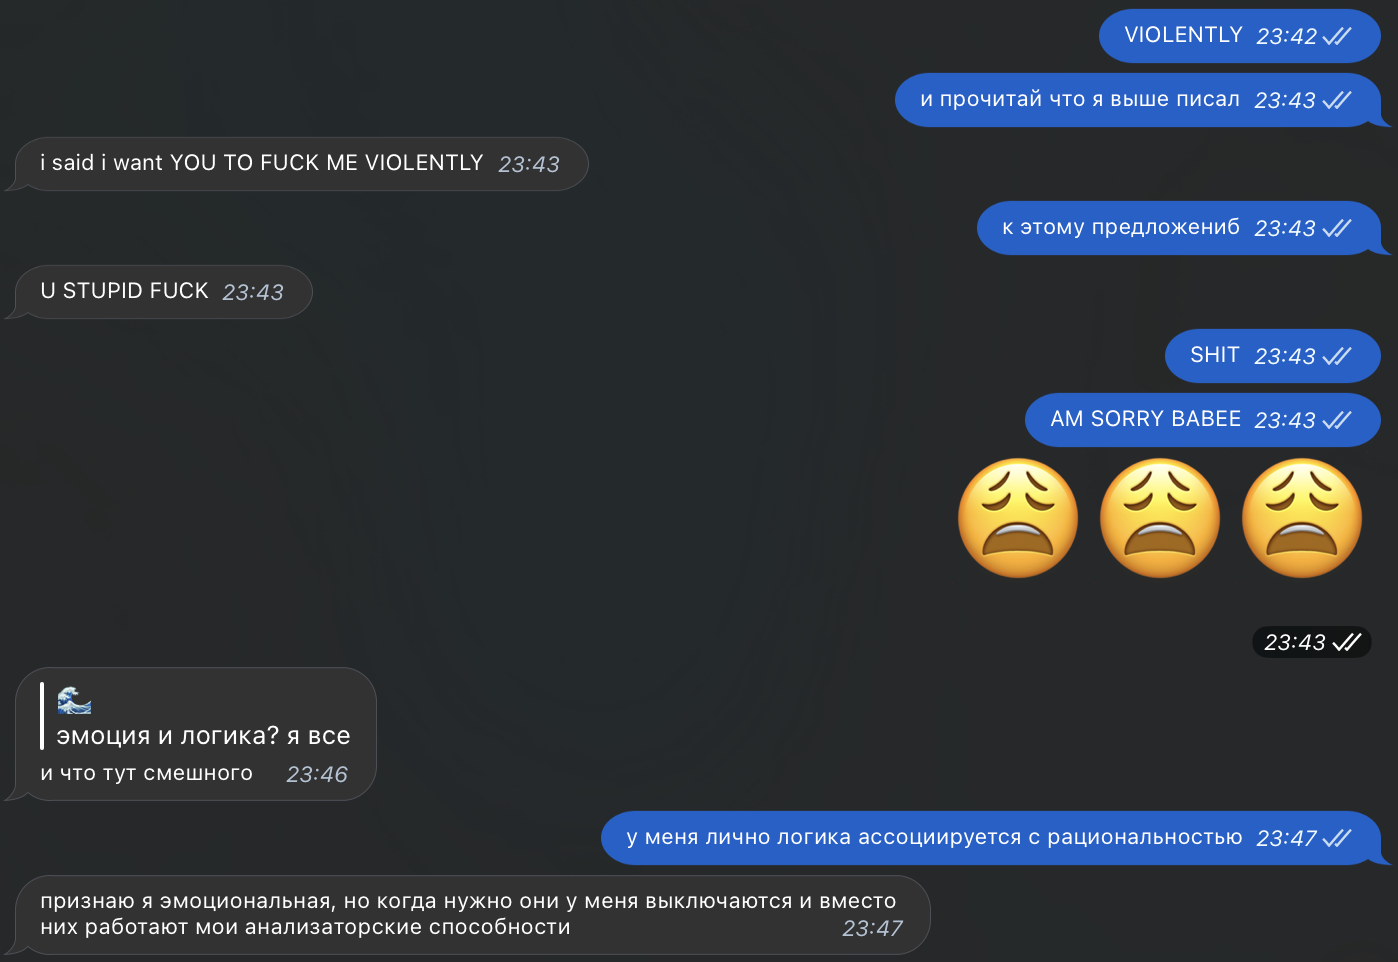 VIOLENTLY 23:42
и прочитай что я выше писал 23:43
i said i want YOU TO FUCK ME VIOLENTLY 23:43
к этому предложениб 23:43
U STUPID FUCK 23:43
SHIT 23:43
AM SORRY BABEE 23:43
23:43
эмоция и логика? я все
и что тут смешного 23:46
у меня лично логика ассоциируется с рациональностью 23:47
признаю я эмоциональная, но когда нужно они у меня выключаются и вместо
них работают мои анализаторские способности 23:47